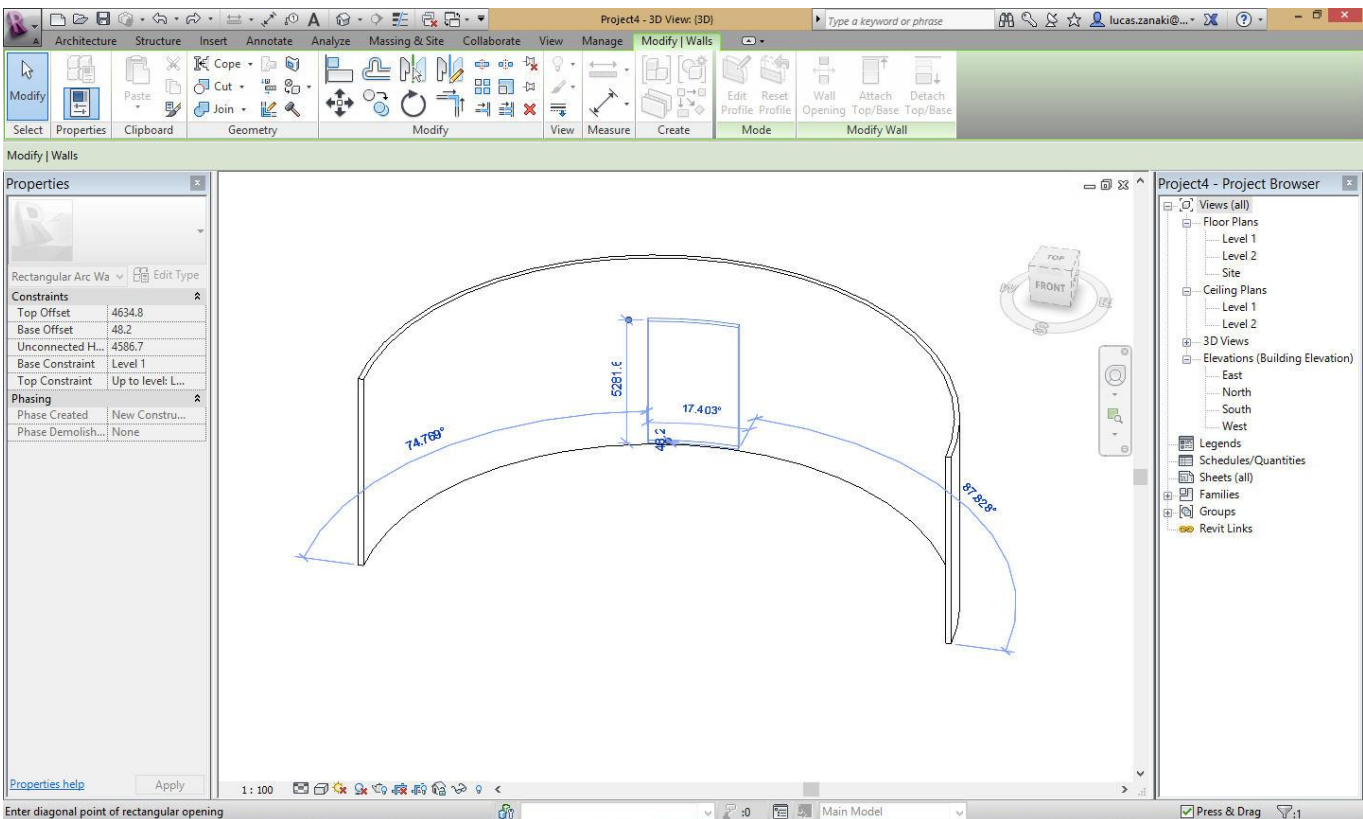 Project4 - 3D View: {3D}
Type a keyword or phrase
lucas.zanaki@...
Architecture Structure Insert Annotate Analyze Massing & Site Collaborate View Manage Modify | Walls
Modify
Paste
Cope
Cut
Join
Edit Profile
Reset Profile
Wall Opening
Attach Top/Base
Detach Top/Base
Select Properties Clipboard Geometry Modify View Measure Create Mode Modify Wall
Modify | Walls
Properties
Rectangular Arc Wa
Edit Type
Constraints
Top Offset 4634.8
Base Offset 48.2
Unconnected H... 4586.7
Base Constraint Level 1
Top Constraint Up to level: L...
Phasing
Phase Created New Constru...
Phase Demolish... None
Properties help
Apply
5281.6
17.403°
48.2
74.769°
87.828°
TOP
FRONT
W
E
S
1 : 100
Project4 - Project Browser
Views (all)
Floor Plans
Level 1
Level 2
Site
Ceiling Plans
Level 1
Level 2
3D Views
Elevations (Building Elevation)
East
North
South
West
Legends
Schedules/Quantities
Sheets (all)
Families
Groups
Revit Links
Enter diagonal point of rectangular opening
:0
Main Model
Press & Drag
:1